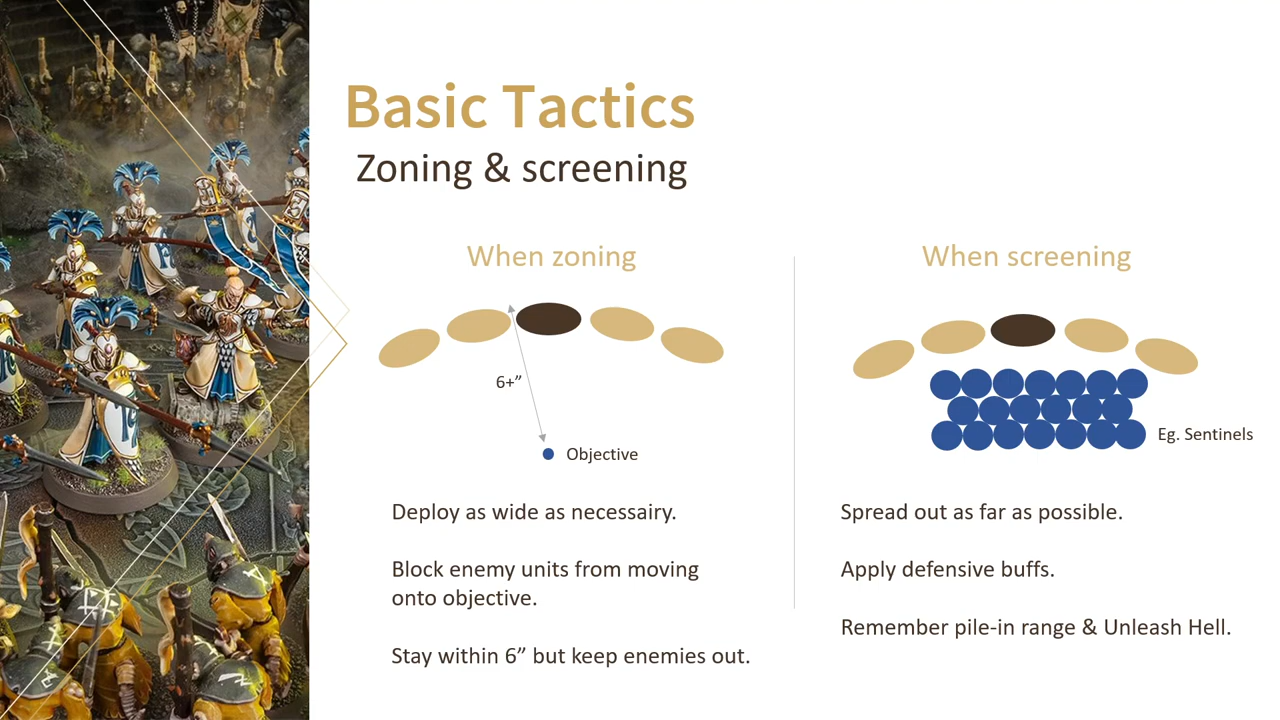 Basic Tactics
Zoning & screening
When zoning
6+”
Objective
Deploy as wide as necessairy.
Block enemy units from moving
onto objective.
Stay within 6” but keep enemies out.
When screening
Eg. Sentinels
Spread out as far as possible.
Apply defensive buffs.
Remember pile-in range & Unleash Hell.